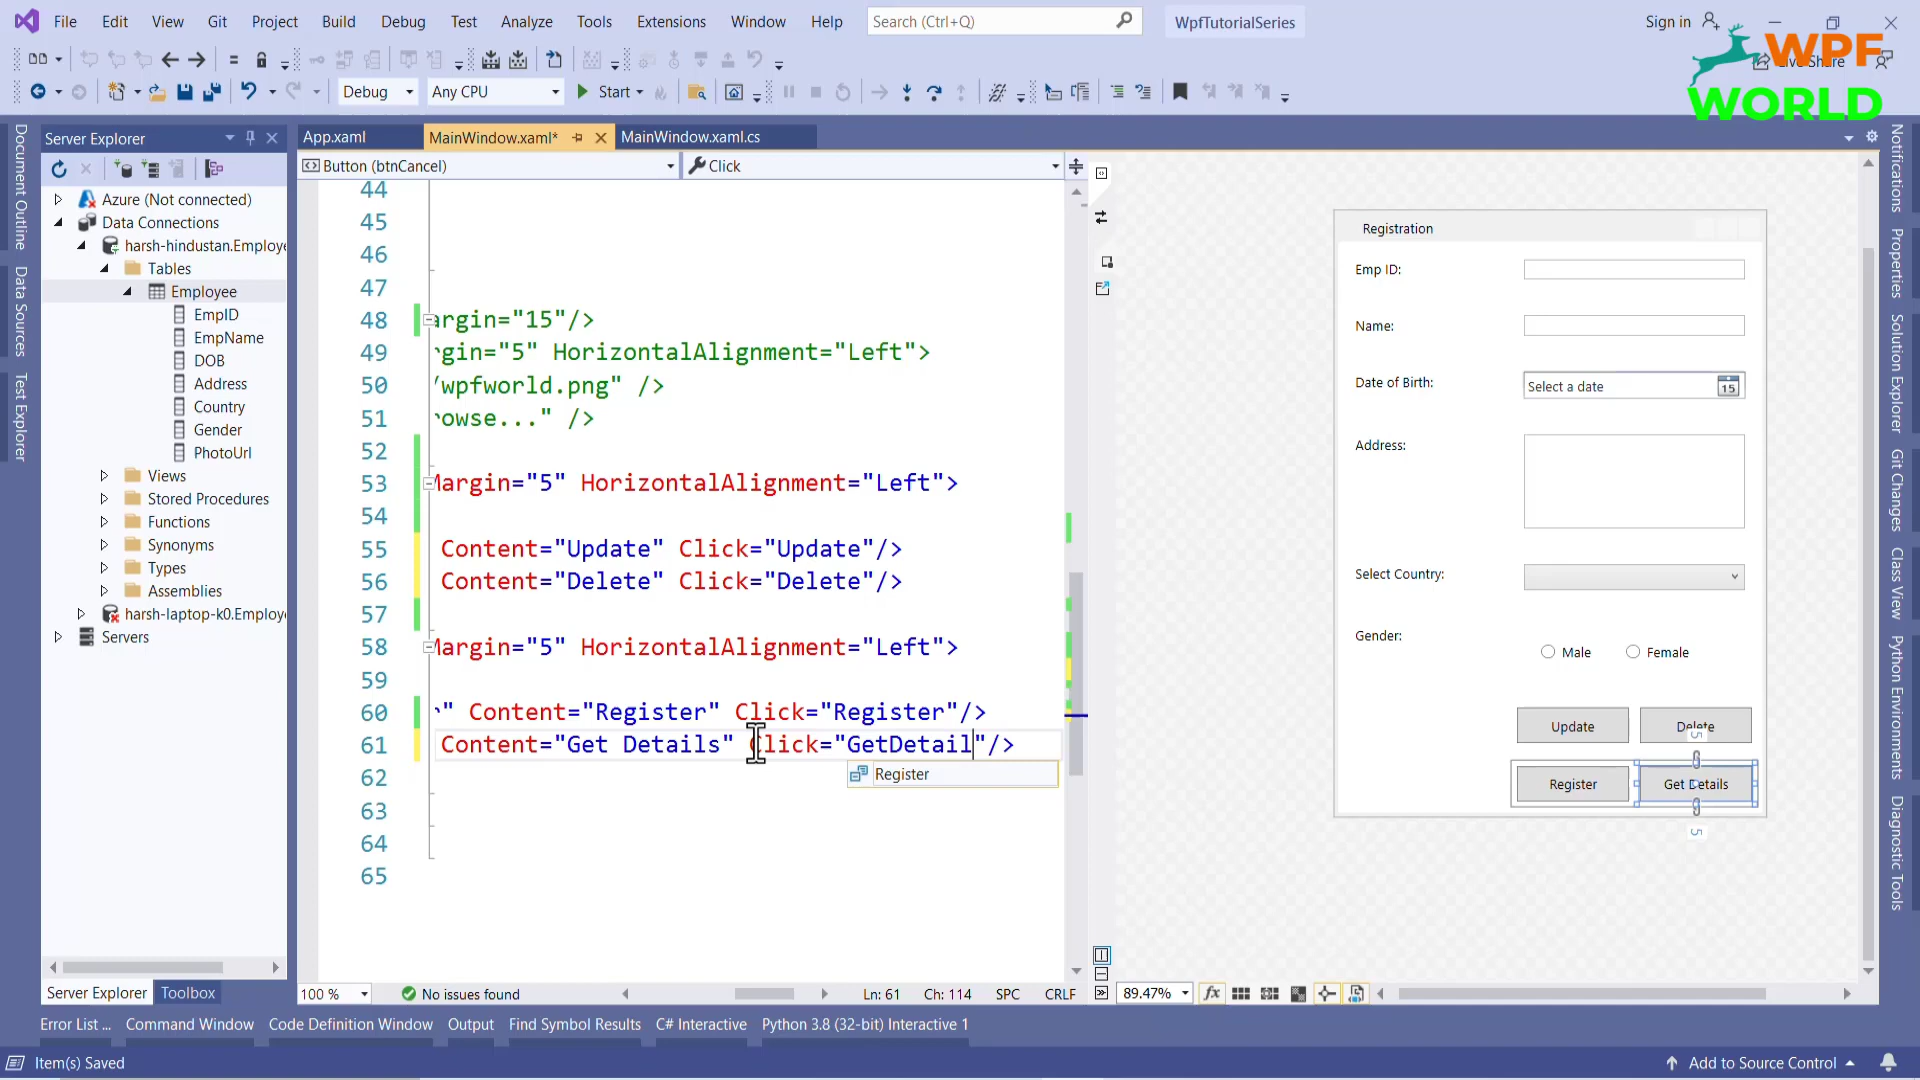 File Edit View Git Project Build Debug Test Analyze Tools Extensions Window Help Search (Ctrl+Q) WpfTutorialSeries Sign in
WPF
WORLD
Live Share
Debug Any CPU Start
Document Outline
Data Sources
Test Explorer
Server Explorer
Azure (Not connected)
Data Connections
harsh-hindustan.Employe
Tables
Employee
EmpID
EmpName
DOB
Address
Country
Gender
PhotoUrl
Views
Stored Procedures
Functions
Synonyms
Types
Assemblies
harsh-laptop-k0.Employe
Servers
Server Explorer Toolbox
App.xaml MainWindow.xaml* MainWindow.xaml.cs
Button (btnCancel) Click
44
45
46
47
48 argin="15"/>
49 rgin="5" HorizontalAlignment="Left">
50 /wpfworld.png" />
51 rowse..." />
52
53 Margin="5" HorizontalAlignment="Left">
54
55 Content="Update" Click="Update"/>
56 Content="Delete" Click="Delete"/>
57
58 Margin="5" HorizontalAlignment="Left">
59
60 r" Content="Register" Click="Register"/>
61 Content="Get Details" Click="GetDetail"/>
Register
62
63
64
65
100 % No issues found Ln: 61 Ch: 114 SPC CRLF
Registration
Emp ID:
Name:
Date of Birth: Select a date 15
Address:
Select Country:
Gender:
Male Female
Update Delete
5
Register Get Details
5
89.47% fx
Notifications
Properties
Solution Explorer
Git Changes
Class View
Python Environments
Diagnostic Tools
Error List ... Command Window Code Definition Window Output Find Symbol Results C# Interactive Python 3.8 (32-bit) Interactive 1
Item(s) Saved Add to Source Control